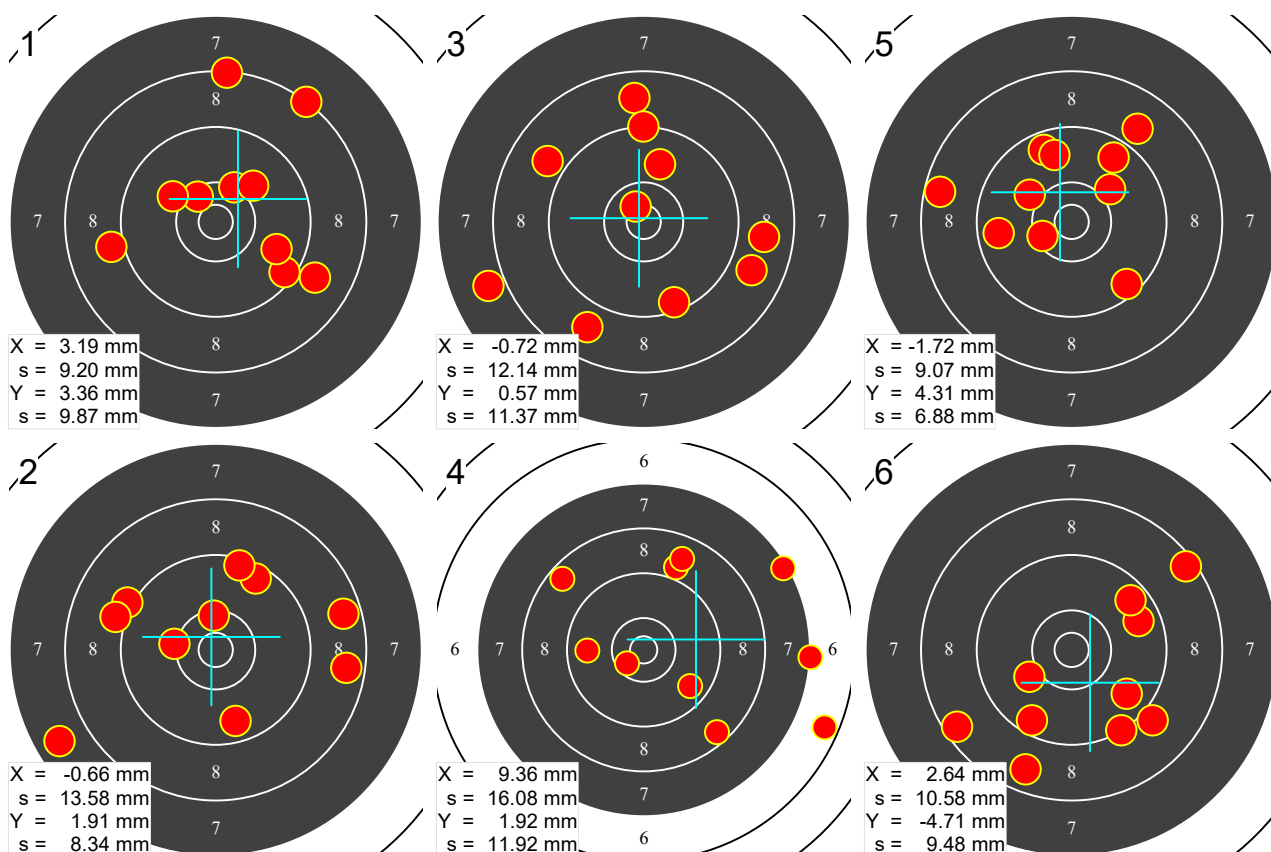 1
7
8
7 8 8 7
X = 3.19 mm
s = 9.20 mm
Y = 3.36 mm
s = 9.87 mm
7
3
7
7 8 8 7
8
X = -0.72 mm
s = 12.14 mm
Y = 0.57 mm
s = 11.37 mm
7
5
7
8
7 8 8 7
8
X = -1.72 mm
s = 9.07 mm
Y = 4.31 mm
s = 6.88 mm
7
2
7
8
7 8 7
8
X = -0.66 mm
s = 13.58 mm
Y = 1.91 mm
s = 8.34 mm
7
4
6
7
8
6 7 8 8 7 6
8
7
X = 9.36 mm
s = 16.08 mm
Y = 1.92 mm
s = 11.92 mm
6
6
7
8
7 8 8 7
8
X = 2.64 mm
s = 10.58 mm
Y = -4.71 mm
s = 9.48 mm
7